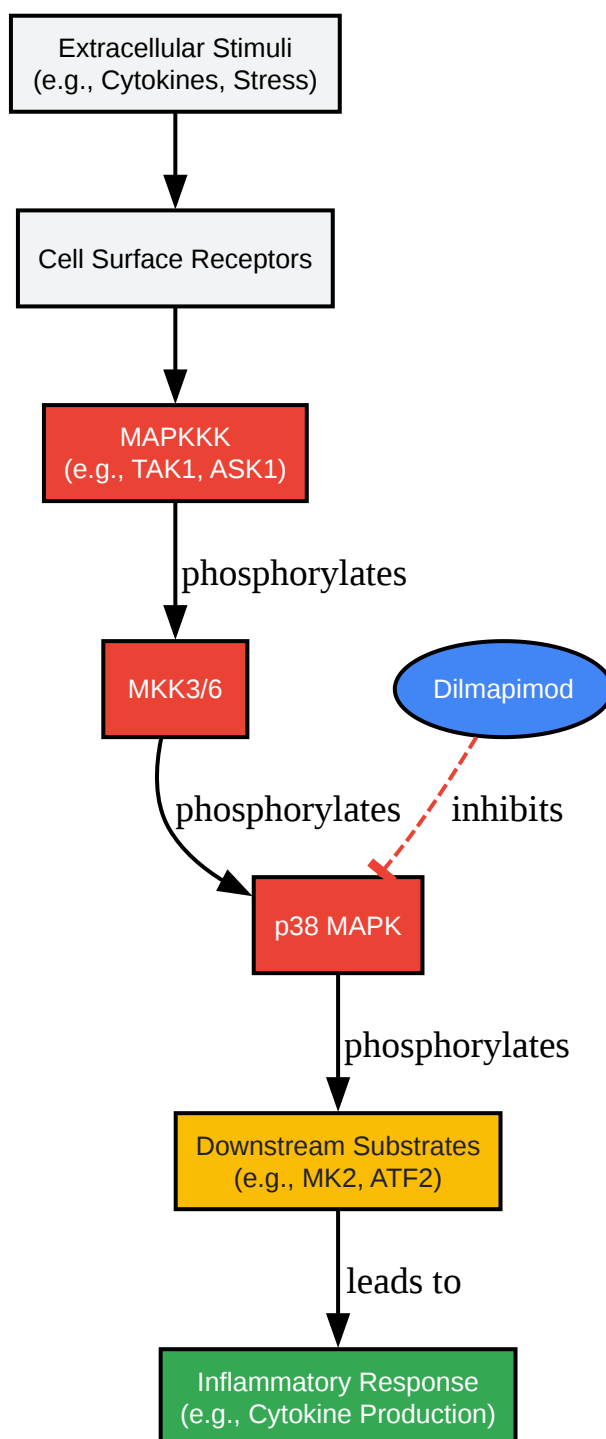 Extracellular Stimuli
(e.g., Cytokines, Stress)
Cell Surface Receptors
MAPKKK
(e.g., TAK1, ASK1)
phosphorylates
MKK3/6
Dilmapimod
phosphorylates
inhibits
p38 MAPK
phosphorylates
Downstream Substrates
(e.g., MK2, ATF2)
leads to
Inflammatory Response
(e.g., Cytokine Production)